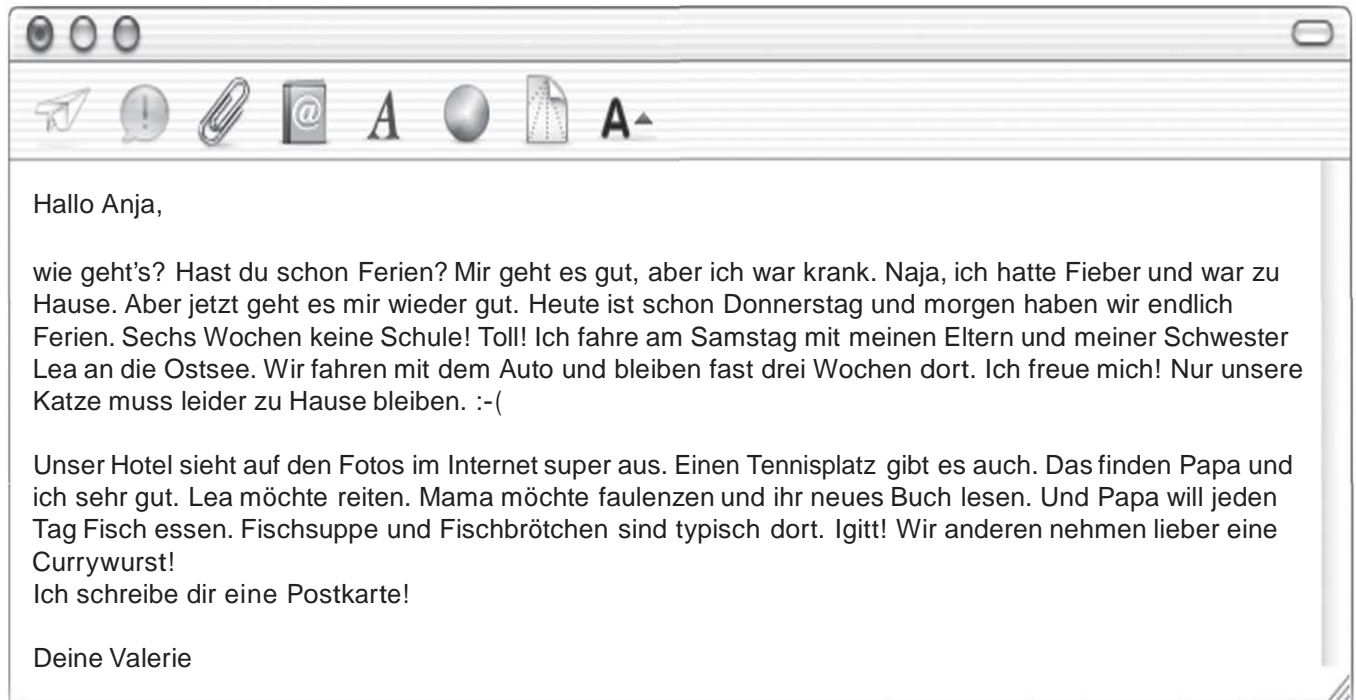 @ A A
Hallo Anja,
wie geht's? Hast du schon Ferien? Mir geht es gut, aber ich war krank. Naja, ich hatte Fieber und war zu
Hause. Aber jetzt geht es mir wieder gut. Heute ist schon Donnerstag und morgen haben wir endlich
Ferien. Sechs Wochen keine Schule! Toll! Ich fahre am Samstag mit meinen Eltern und meiner Schwester
Lea an die Ostsee. Wir fahren mit dem Auto und bleiben fast drei Wochen dort. Ich freue mich! Nur unsere
Katze muss leider zu Hause bleiben. :-(
Unser Hotel sieht auf den Fotos im Internet super aus. Einen Tennisplatz gibt es auch. Das finden Papa und
ich sehr gut. Lea möchte reiten. Mama möchte faulenzen und ihr neues Buch lesen. Und Papa will jeden
Tag Fisch essen. Fischsuppe und Fischbrötchen sind typisch dort. Igitt! Wir anderen nehmen lieber eine
Currywurst!
Ich schreibe dir eine Postkarte!
Deine Valerie